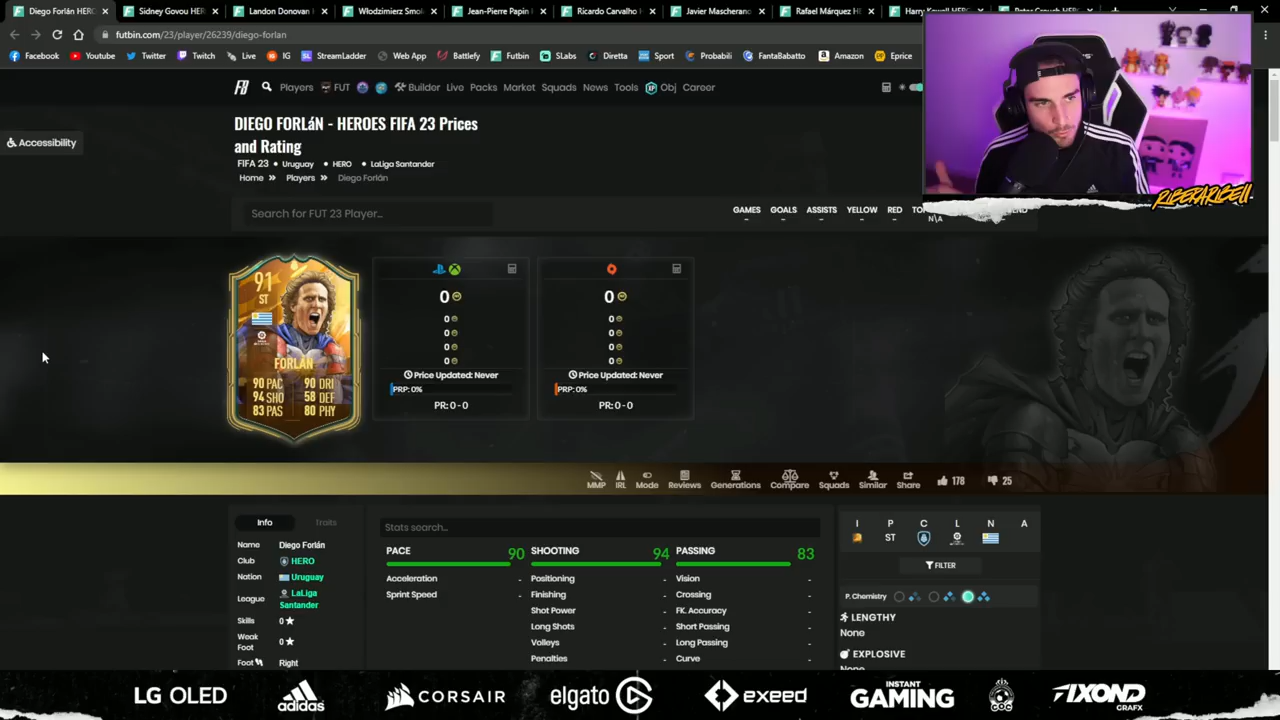 Diego Forlán HERO
Sidney Govou HER
Landon Donovan
Włodzimierz Smola
Jean-Pierre Papin
Ricardo Carvalho
Javier Mascherano
Rafael Márquez H
futbin.com/23/player/26239/diego-forlan
Facebook Youtube Twitter Twitch Live IG StreamLadder Web App Battlefy Futbin Slabs Diretta Sport Probabili FantaBabatto Amazon Eprice
FB Players FUT Builder Live Packs Market Squads News Tools Obj Career
Accessibility
DIEGO FORLáN - HEROES FIFA 23 Prices
and Rating
FIFA 23 Uruguay HERO LaLiga Santander
Home Players Diego Forlán
Search for FUT 23 Player...
GAMES GOALS ASSISTS YELLOW RED
N/A
RIBERARIBELL
91
ST
FORLÁN
90 PAC 90 DRI
94 SHO 58 DEF
83 PAS 80 PHY
0
0
0
0
0
Price Updated: Never
PRP: 0%
PR: 0 - 0
0
0
0
0
0
Price Updated: Never
PRP: 0%
PR: 0 - 0
MMP IRL Mode Reviews Generations Compare Squads Similar Share 178 25
Info Traits
Name Diego Forlán
Club HERO
Nation Uruguay
League LaLiga
Santander
Skills 0
Weak
Foot 0
Foot Right
Stats search...
PACE 90
Acceleration -
Sprint Speed -
SHOOTING 94
Positioning -
Finishing -
Shot Power -
Long Shots -
Volleys -
Penalties -
PASSING 83
Vision -
Crossing -
FK. Accuracy -
Short Passing -
Long Passing -
Curve -
I P C L N A
ST
FILTER
P. Chemistry
LENGTHY
None
EXPLOSIVE
LG OLED adidas CORSAIR elgato exeed INSTANT GAMING COC FIXOND GRAFX